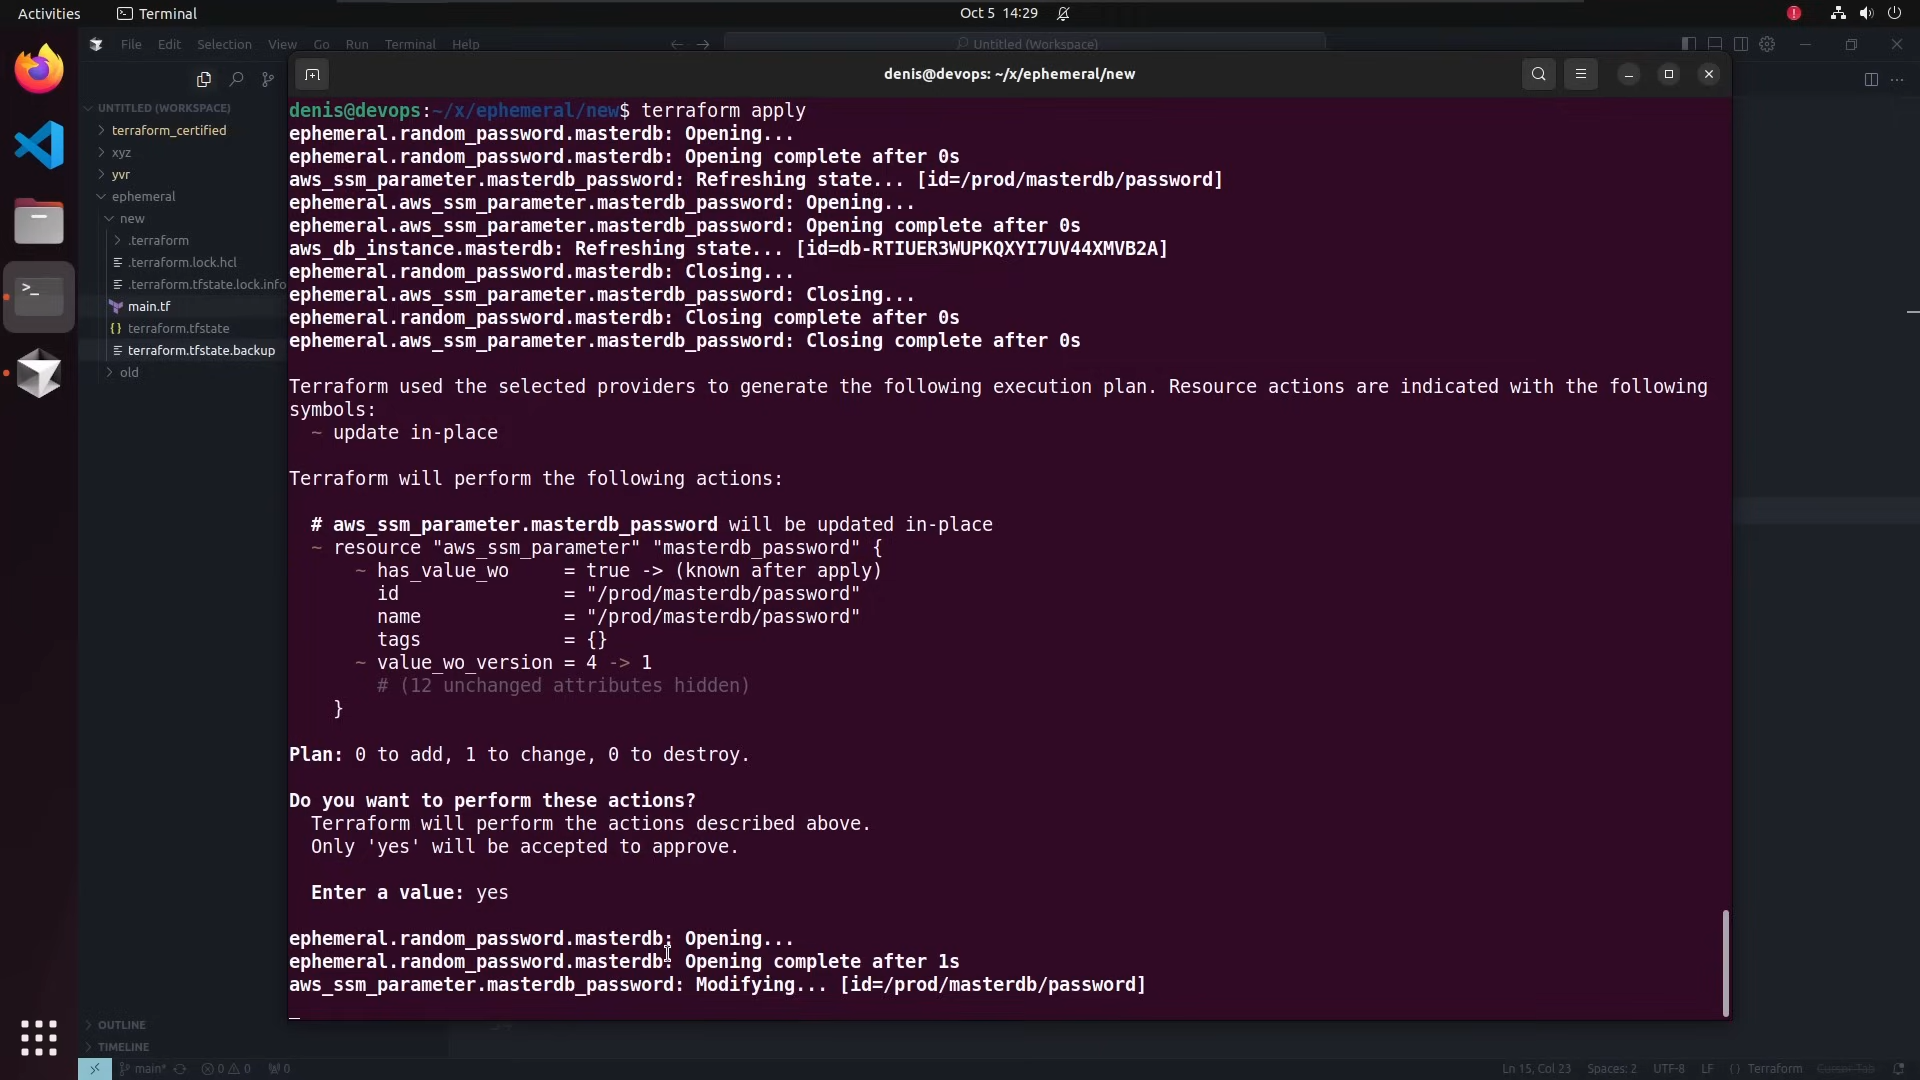 Activities
Terminal
Oct 5 14:29
File Edit Selection View Go Run Terminal Help
Untitled (Workspace)
denis@devops: ~/x/ephemeral/new
UNTITLED (WORKSPACE)
terraform_certified
xyz
yvr
ephemeral
new
.terraform
.terraform.lock.hcl
.terraform.tfstate.lock.info
main.tf
terraform.tfstate
terraform.tfstate.backup
old
OUTLINE
TIMELINE
denis@devops:~/x/ephemeral/new$ terraform apply
ephemeral.random_password.masterdb: Opening...
ephemeral.random_password.masterdb: Opening complete after 0s
aws_ssm_parameter.masterdb_password: Refreshing state... [id=/prod/masterdb/password]
ephemeral.aws_ssm_parameter.masterdb_password: Opening...
ephemeral.aws_ssm_parameter.masterdb_password: Opening complete after 0s
aws_db_instance.masterdb: Refreshing state... [id=db-RTIUER3WUPKQXYI7UV44XMVB2A]
ephemeral.random_password.masterdb: Closing...
ephemeral.aws_ssm_parameter.masterdb_password: Closing...
ephemeral.random_password.masterdb: Closing complete after 0s
ephemeral.aws_ssm_parameter.masterdb_password: Closing complete after 0s
Terraform used the selected providers to generate the following execution plan. Resource actions are indicated with the following
symbols:
~ update in-place
Terraform will perform the following actions:
# aws_ssm_parameter.masterdb_password will be updated in-place
~ resource "aws_ssm_parameter" "masterdb_password" {
~ has_value_wo     = true -> (known after apply)
id               = "/prod/masterdb/password"
name             = "/prod/masterdb/password"
tags             = {}
~ value_wo_version = 4 -> 1
# (12 unchanged attributes hidden)
}
Plan: 0 to add, 1 to change, 0 to destroy.
Do you want to perform these actions?
Terraform will perform the actions described above.
Only 'yes' will be accepted to approve.
Enter a value: yes
ephemeral.random_password.masterdb: Opening...
ephemeral.random_password.masterdb: Opening complete after 1s
aws_ssm_parameter.masterdb_password: Modifying... [id=/prod/masterdb/password]
main* 0 0 0
Ln 15, Col 23 Spaces: 2 UTF-8 LF {} Terraform Cursor Tab